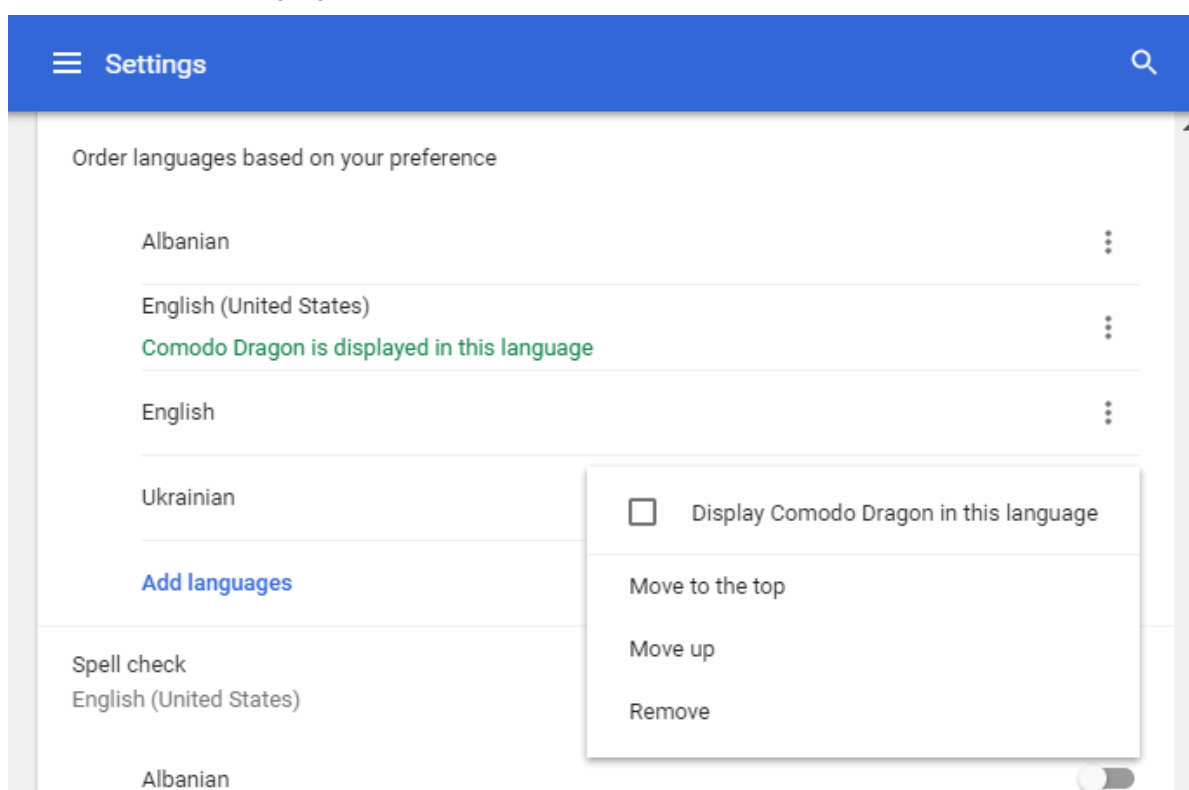 Settings
Order languages based on your preference
Albanian
English (United States)
Comodo Dragon is displayed in this language
English
Ukrainian
Display Comodo Dragon in this language
Add languages
Move to the top
Move up
Spell check
English (United States)
Remove
Albanian